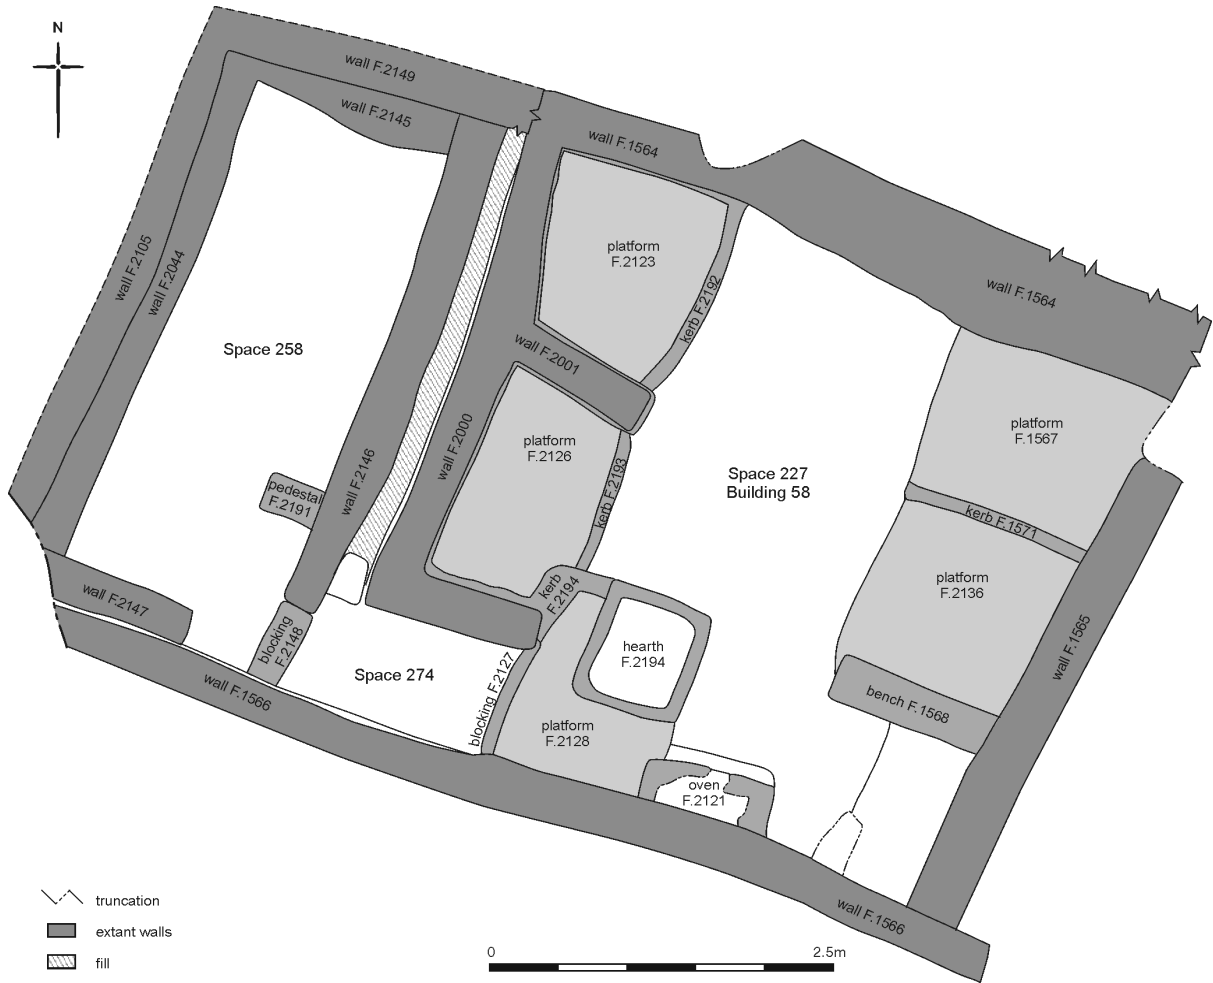 N
wall F.2149
wall F.2145
wall F.1564
wall F.2105
wall F.2044
platform
F.2123
kerb F.2192
wall F.1564
Space 258
wall F.2001
platform
F.1567
platform
F.2126
wall F.2000
wall F.2146
Space 227
Building 58
pedestal
F.2191
kerb F.2193
kerb F.1571
platform
F.2136
wall F.2147
kerb
F.2194
blocking
F.2148
hearth
F.2194
wall F.1565
Space 274
blocking F.2127
wall F.1566
bench F.1568
platform
F.2128
oven
F.2121
wall F.1566
truncation
extant walls
fill
0
2.5m